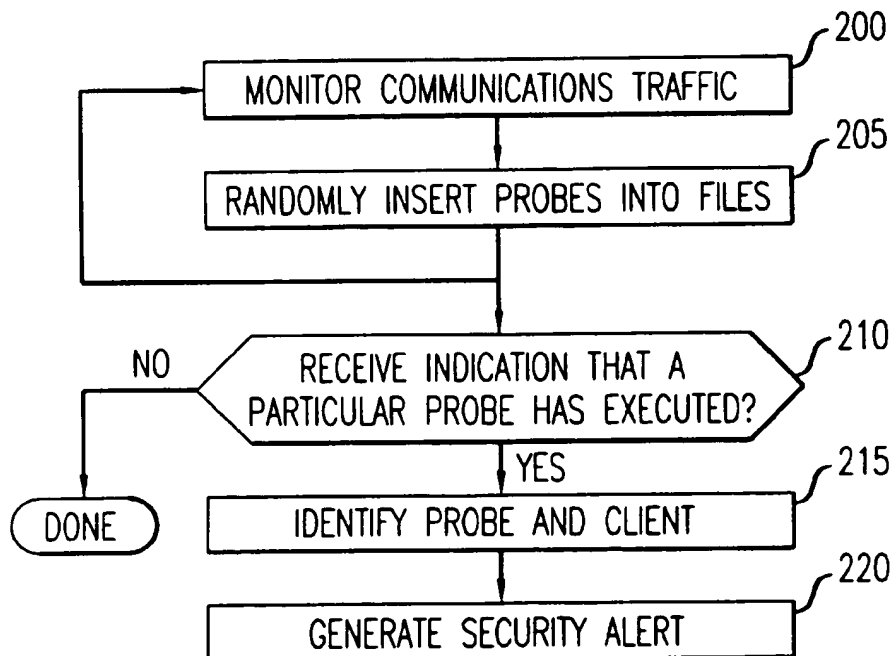 200
MONITOR COMMUNICATIONS TRAFFIC
205
RANDOMLY INSERT PROBES INTO FILES
210
NO
RECEIVE INDICATION THAT A
PARTICULAR PROBE HAS EXECUTED?
YES
215
DONE
IDENTIFY PROBE AND CLIENT
220
GENERATE SECURITY ALERT